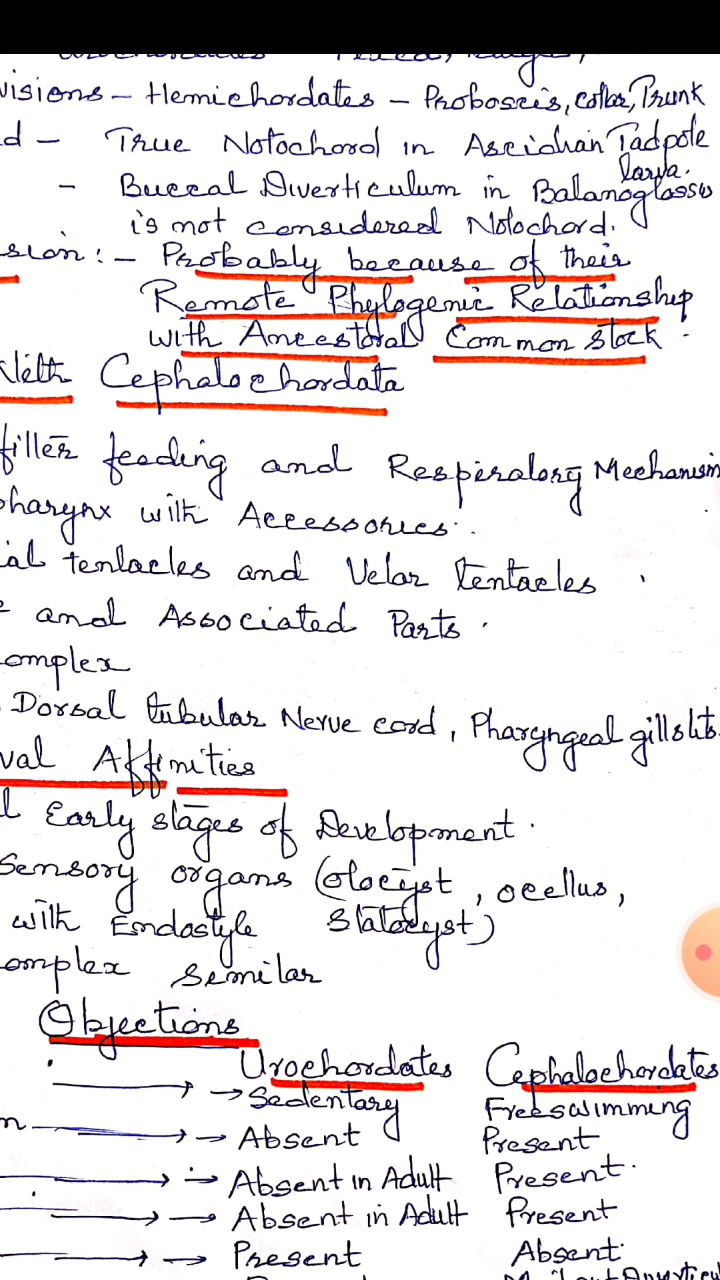 visions - Hemichordates - Proboscis, Collar, Trunk
d - True Notochord in Ascidian Tadpole
larva.
- Buccal Diverticulum in Balanoglossu
is not considered Notochord.
sion :- Probably because of their
Remote Phylogenic Relationship
with Ancestoral Common stock.
With Cephalochordata
filter feeding and Respiratory Mechanism
pharynx with Accessories.
ial tentacles and Velar tentacles.
and Associated Parts.
omplex
Dorsal tubular Nerve cord, Pharyngeal gillslits
val Affinities
l Early stages of Development.
Sensory organs (otocyst, ocellus,
with Endostyle Statocyst)
omplex similar
Objections
Urochordates Cephalochordates
→ → Sedentary Freeswimming
n → → Absent Present
→ → Absent in Adult Present.
→ → Absent in Adult Present
→ → Present Absent.